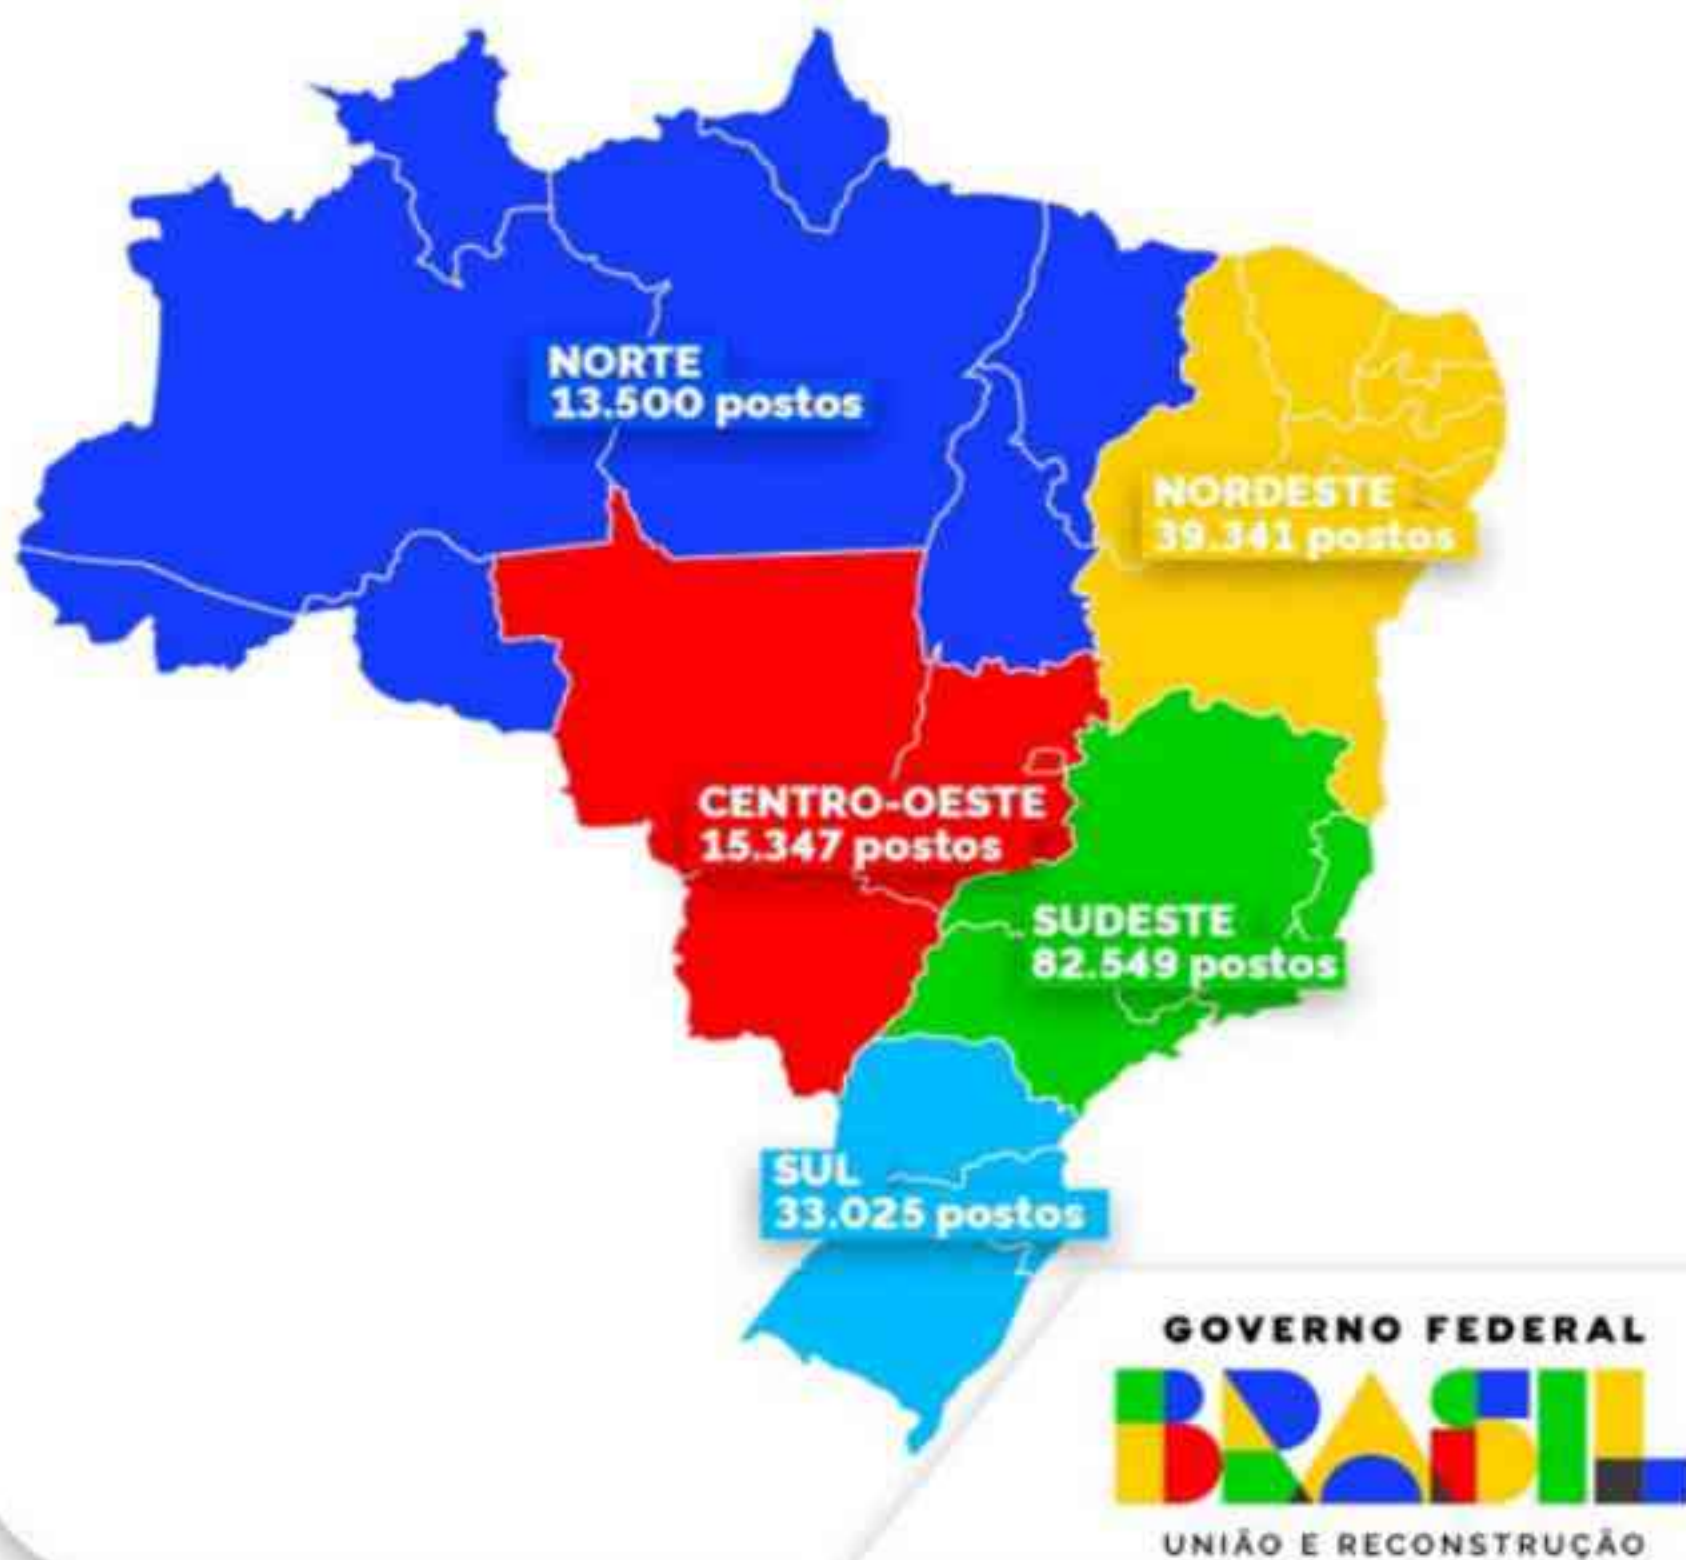 NORTE
13.500 postos
NORDESTE
39.341 postos
CENTRO-OESTE
15.347 postos
SUDESTE
82.549 postos
SUL
33.025 postos
GOVERNO FEDERAL
BRASIL
UNIÃO E RECONSTRUÇÃO